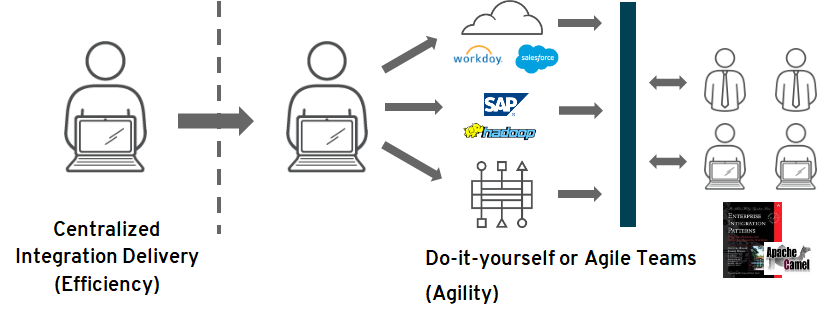 workday.
salesforce
SAP
hadoop
Centralized
Integration Delivery
(Efficiency)
Do-it-yourself or Agile Teams
(Agility)
ENTERPRISE
INTEGRATION
PATTERNS
APACHE
Camel